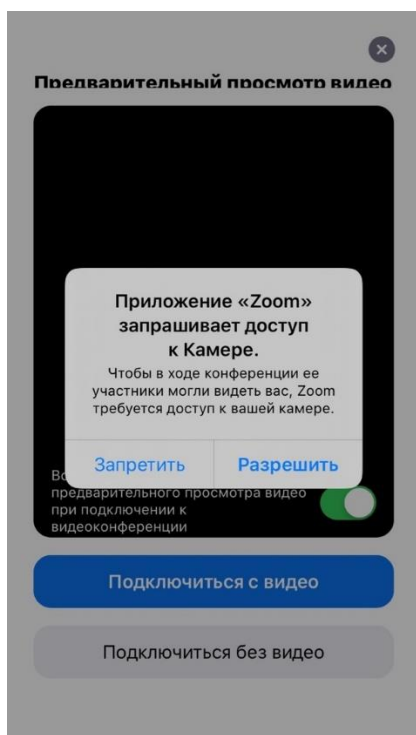 Предварительный просмотр видео
Приложение «Zoom»
запрашивает доступ
к Камере.
Чтобы в ходе конференции ее
участники могли видеть вас, Zoom
требуется доступ к вашей камере.
Запретить Разрешить
предварительного просмотра видео
при подключении к
видеоконференции
Подключиться с видео
Подключиться без видео